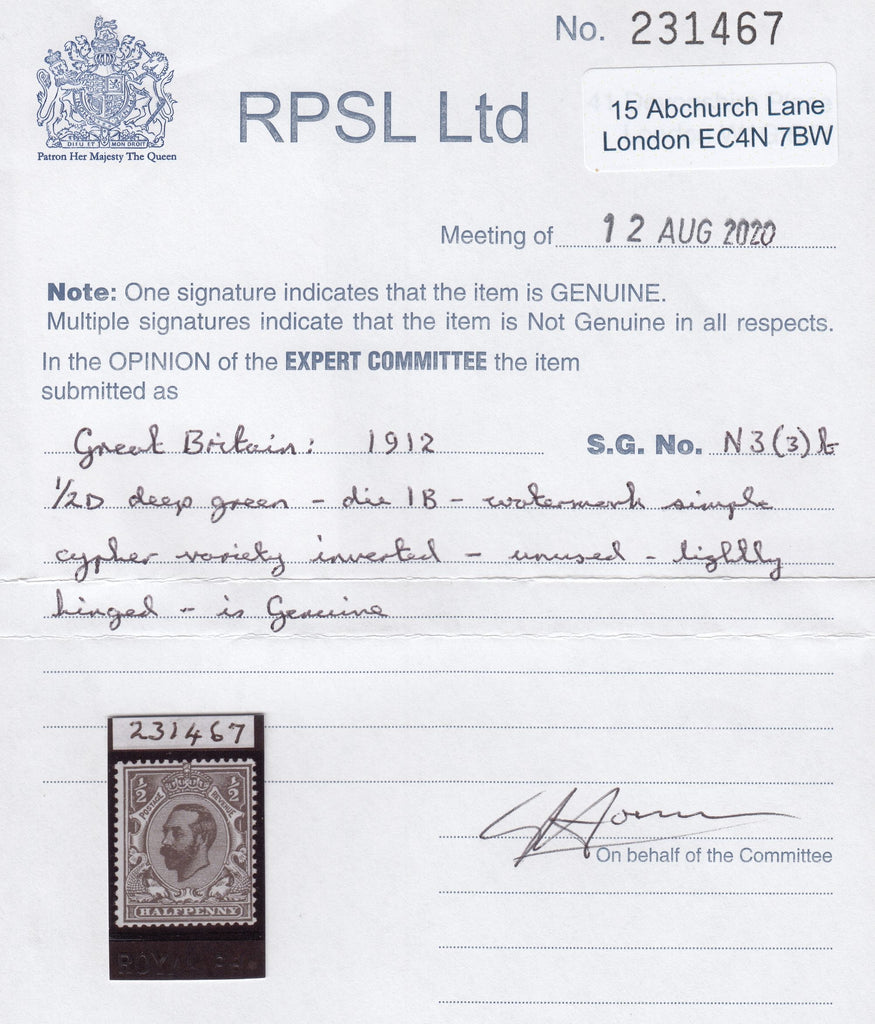 No. 231467
RPSL Ltd
15 Abchurch Lane
London EC4N 7BW
DIEU ET MON DROIT
Patron Her Majesty The Queen
Meeting of 12 AUG 2020
Note: One signature indicates that the item is GENUINE.
Multiple signatures indicate that the item is Not Genuine in all respects.
In the OPINION of the EXPERT COMMITTEE the item
submitted as
Great Britain: 1912 S.G. No. N3(3)b
1/2D deep green - die 1B - watermark simple
cypher variety inverted - unused - lightly
hinged - is Genuine
231467
1/2 1/2
POSTAGE REVENUE
HALFPENNY
ROYAL
On behalf of the Committee